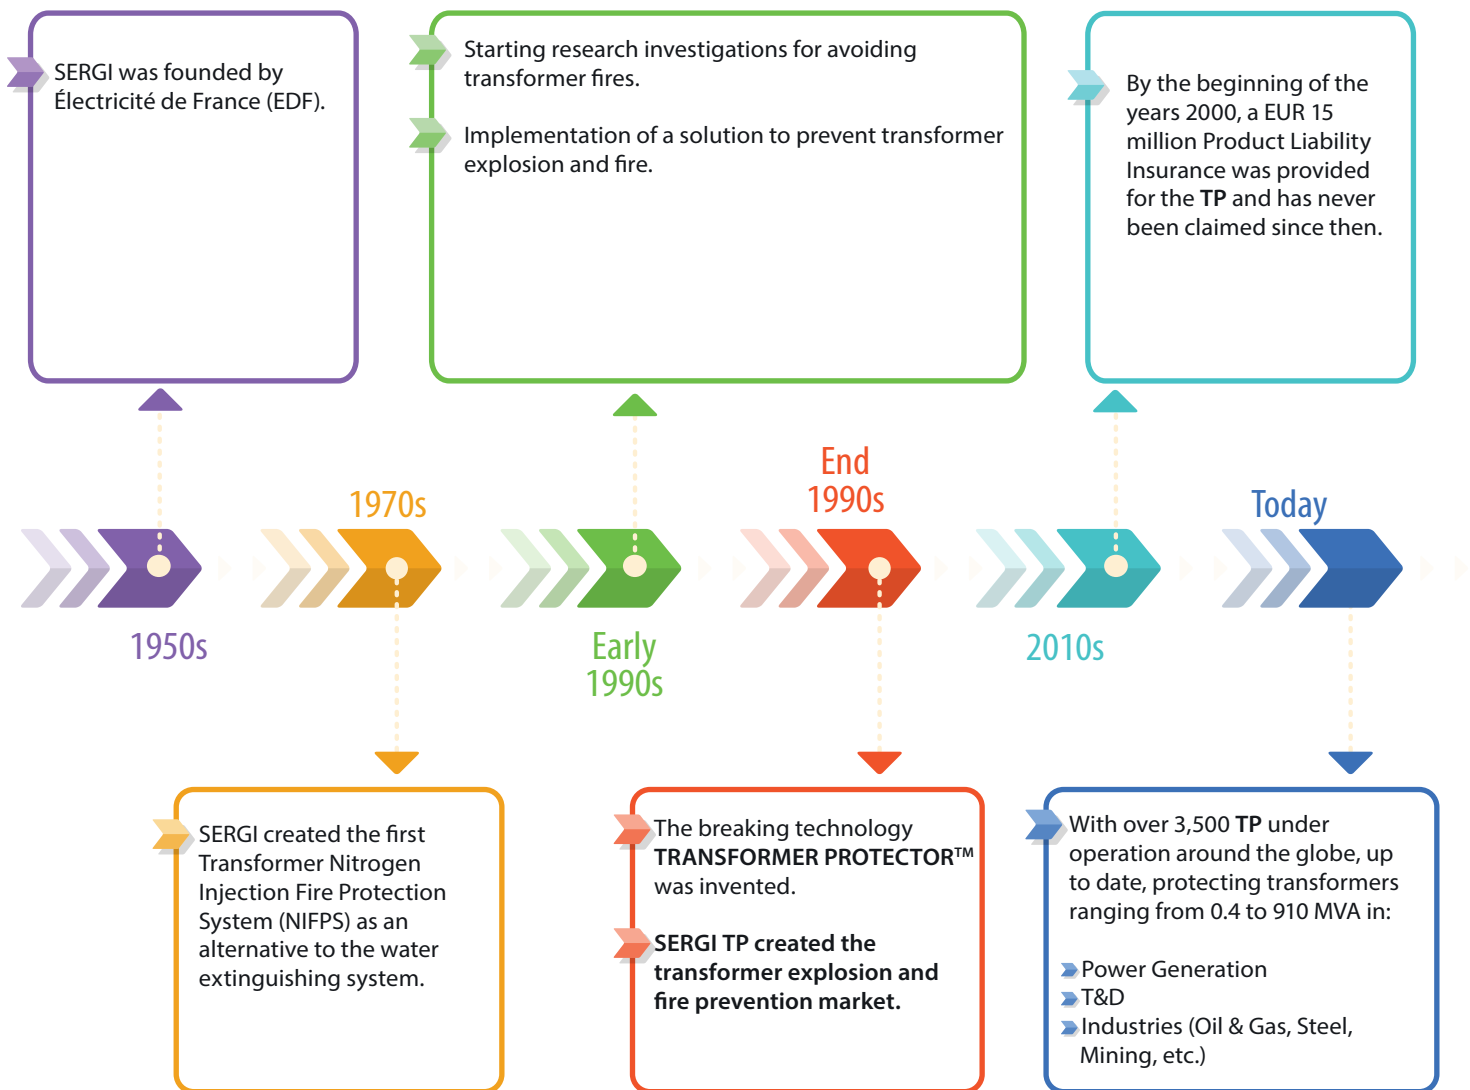 SERGI was founded by
Électricité de France (EDF).
Starting research investigations for avoiding
transformer fires.
Implementation of a solution to prevent transformer
explosion and fire.
By the beginning of the
years 2000, a EUR 15
million Product Liability
Insurance was provided
for the TP and has never
been claimed since then.
1950s
1970s
Early
1990s
End
1990s
2010s
Today
SERGI created the first
Transformer Nitrogen
Injection Fire Protection
System (NIFPS) as an
alternative to the water
extinguishing system.
The breaking technology
TRANSFORMER PROTECTOR™
was invented.
SERGI TP created the
transformer explosion and
fire prevention market.
With over 3,500 TP under
operation around the globe, up
to date, protecting transformers
ranging from 0.4 to 910 MVA in:
Power Generation
T&D
Industries (Oil & Gas, Steel,
Mining, etc.)